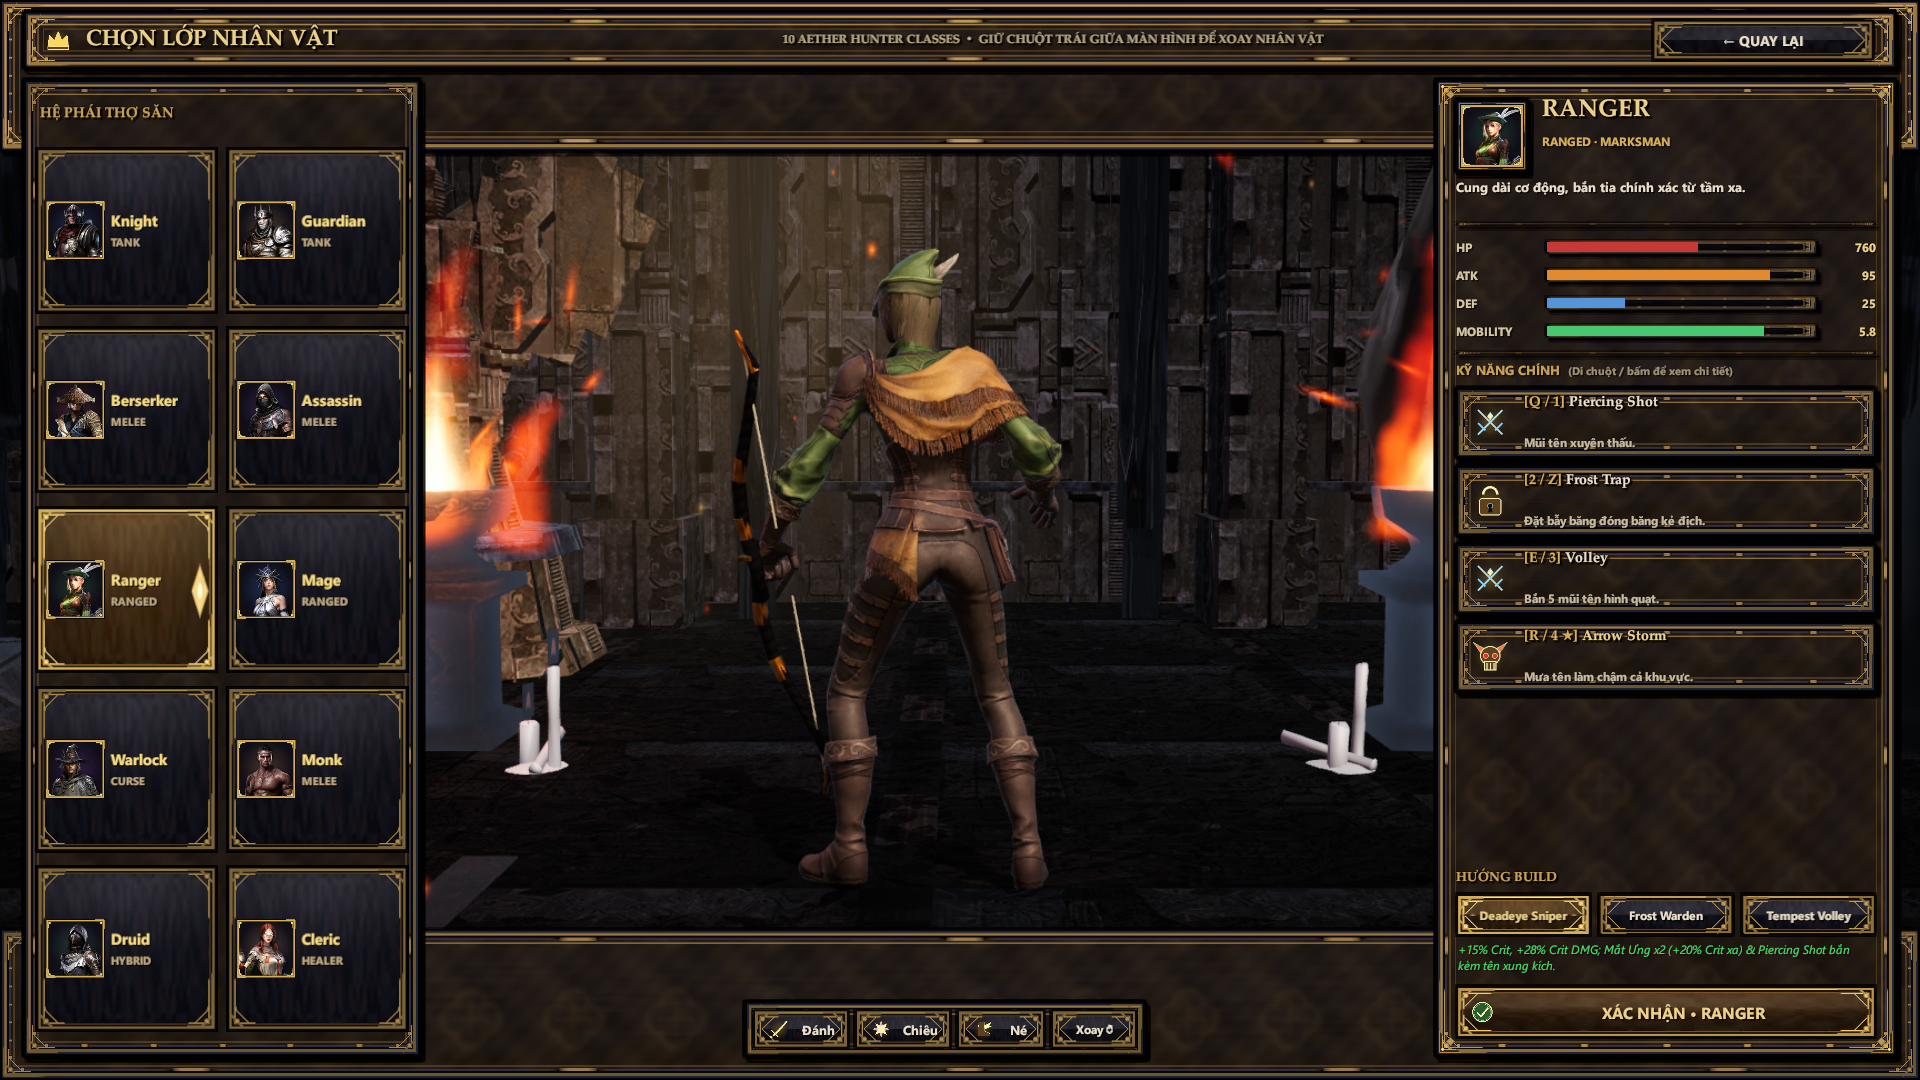 CHỌN LỚP NHÂN VẬT
10 AETHER HUNTER CLASSES • GIỮ CHUỘT TRÁI GIỮA MÀN HÌNH ĐỂ XOAY NHÂN VẬT
← QUAY LẠI
HỆ PHÁI THỢ SĂN
Knight
TANK
Guardian
TANK
Berserker
MELEE
Assassin
MELEE
Ranger
RANGED
Mage
RANGED
Warlock
CURSE
Monk
MELEE
Druid
HYBRID
Cleric
HEALER
Đánh
Chiêu
Né
Xoay
RANGER
RANGED · MARKSMAN
Cung dài cơ động, bắn tỉa chính xác từ tầm xa.
HP 760
ATK 95
DEF 25
MOBILITY 5.8
KỸ NĂNG CHÍNH (Di chuột / bấm để xem chi tiết)
[Q / 1] Piercing Shot
Mũi tên xuyên thấu.
[2 / Z] Frost Trap
Đặt bẫy băng đóng băng kẻ địch.
[E / 3] Volley
Bắn 5 mũi tên hình quạt.
[R / 4 ★] Arrow Storm
Mưa tên làm chậm cả khu vực.
HƯỚNG BUILD
Deadeye Sniper
Frost Warden
Tempest Volley
+15% Crit, +28% Crit DMG; Mắt Ưng x2 (+20% Crit xa) & Piercing Shot bắn
kèm tên xung kích.
XÁC NHẬN • RANGER